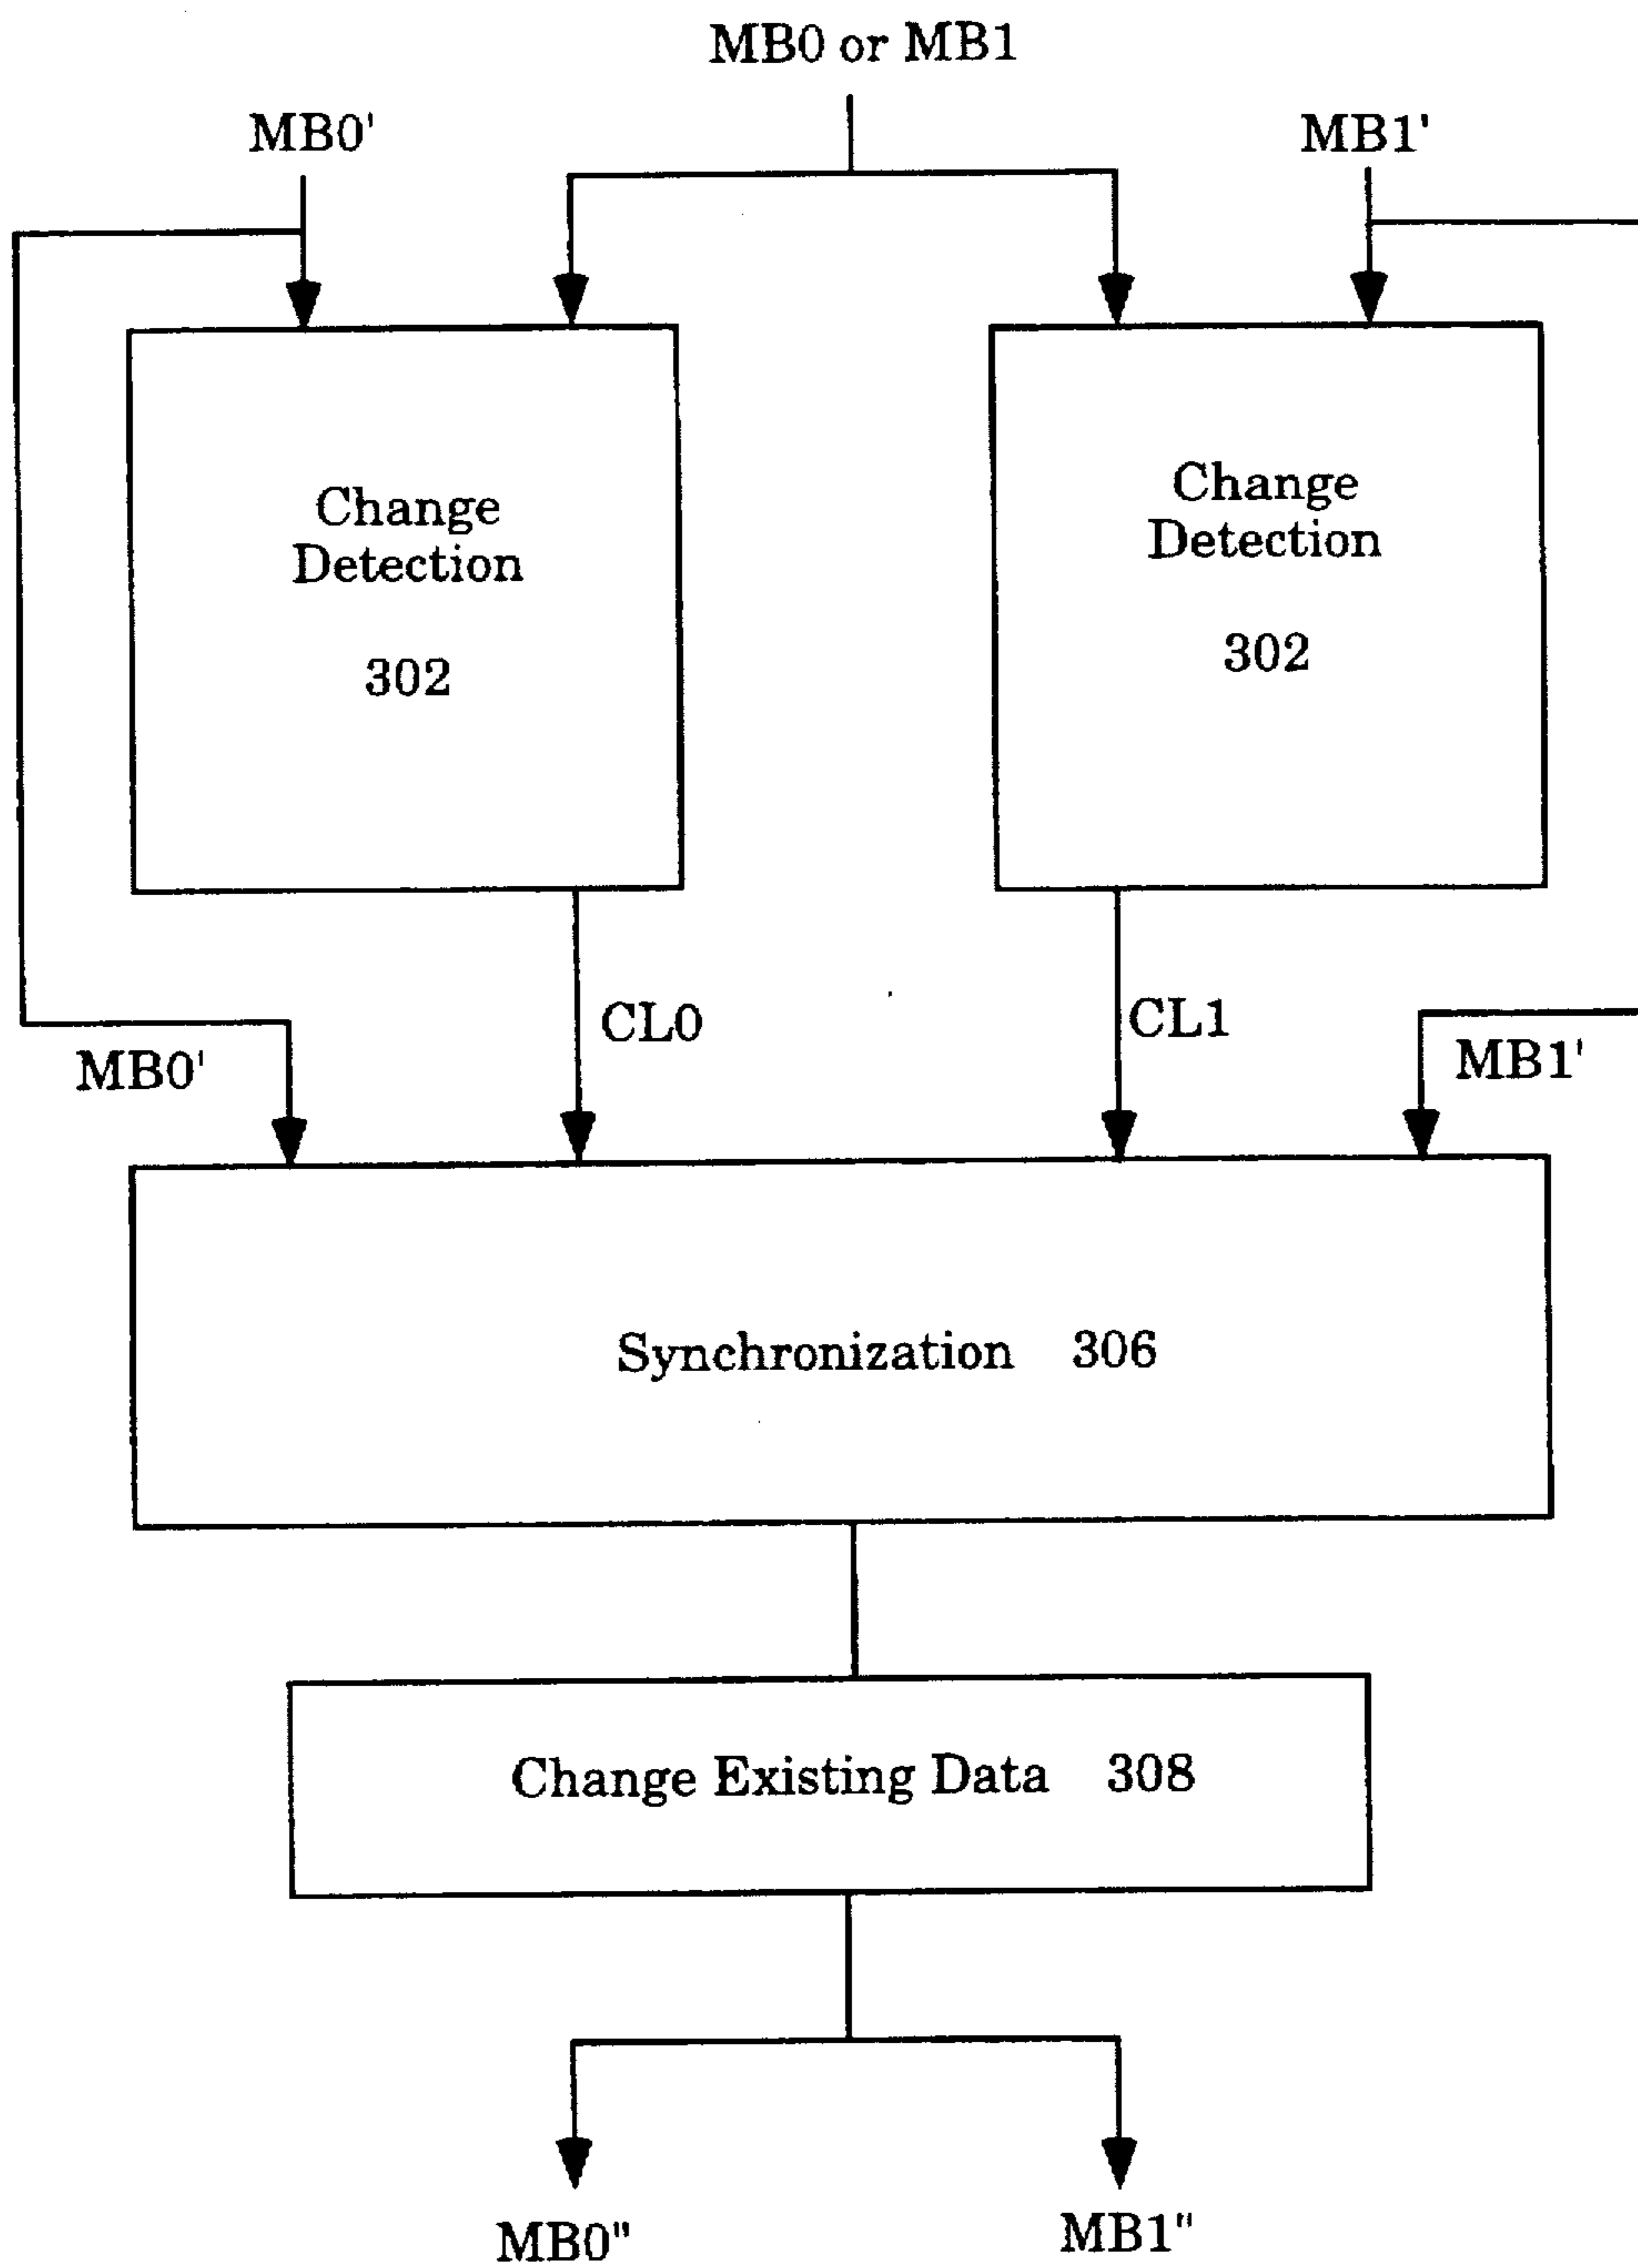 MB0 or MB1
MB0'
MB1'
Change
Detection
302
Change
Detection
302
CL0
CL1
MB0'
MB1'
Synchronization 306
Change Existing Data 308
MB0"
MB1"